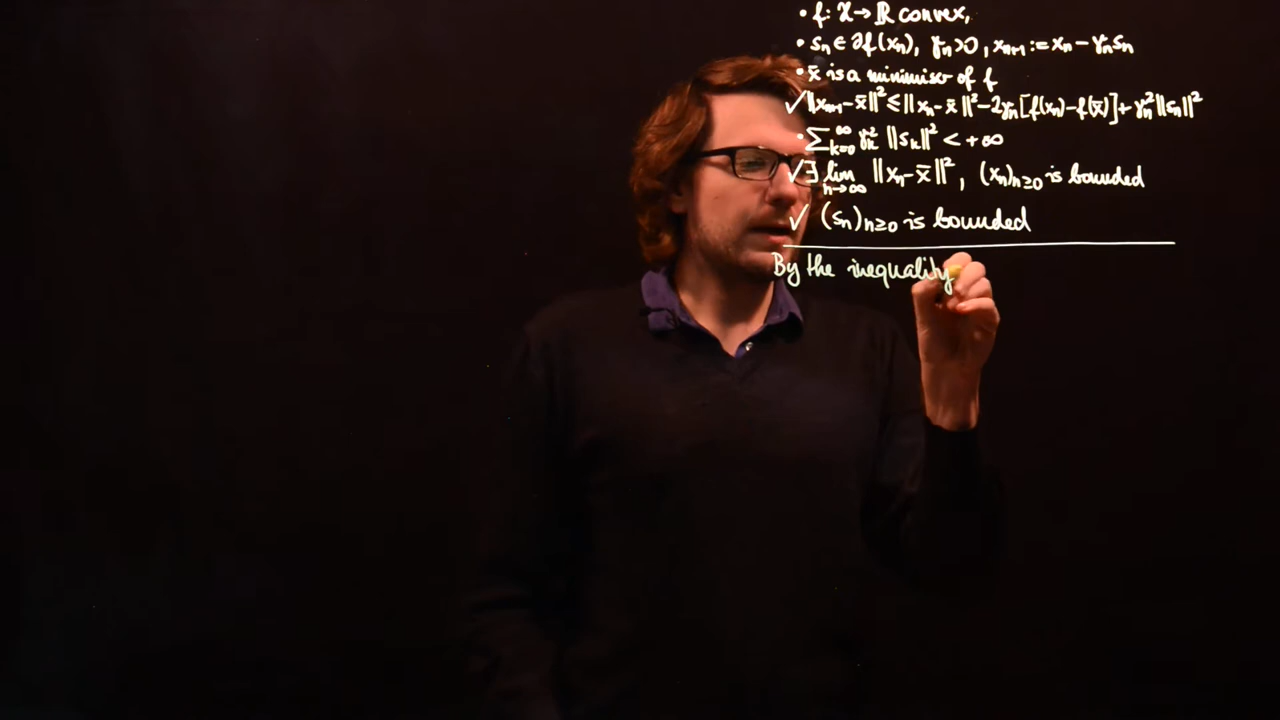 • f: X → ℝ convex,
• sₙ ∈ ∂f(xₙ), γₙ>0, xₙ₊₁ := xₙ − γₙsₙ
• x̄ is a minimiser of f
✓ ‖xₙ₊₁−x̄‖² ≤ ‖xₙ−x̄‖² −2γₙ[f(xₙ)−f(x̄)]+ γₙ²‖sₙ‖²
• ∑ₖ₌₀^∞ γₖ² ‖sₖ‖² < +∞
✓ ∃ lim_{n→∞} ‖xₙ−x̄‖², (xₙ)ₙ≥₀ is bounded
✓ (sₙ)ₙ≥₀ is bounded
By the inequality